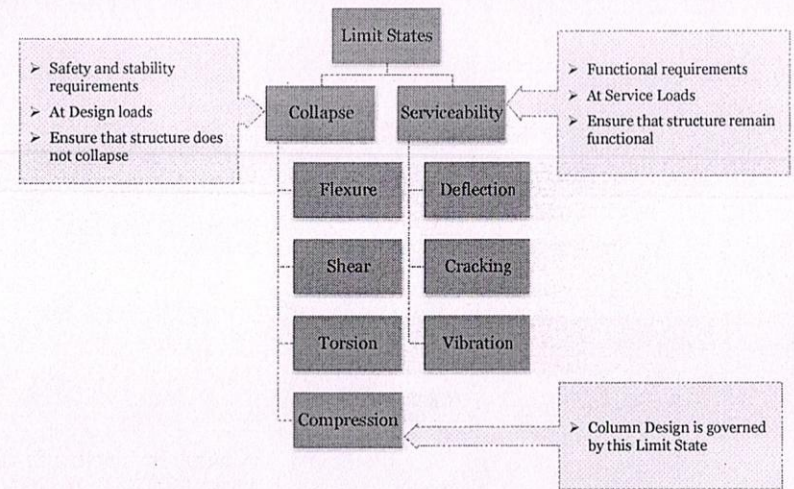 Limit States
➢ Safety and stability
requirements
➢ At Design loads
➢ Ensure that structure does
not collapse
Collapse
Serviceability
➢ Functional requirements
➢ At Service Loads
➢ Ensure that structure remain
functional
Flexure
Deflection
Shear
Cracking
Torsion
Vibration
Compression
➢ Column Design is governed
by this Limit State